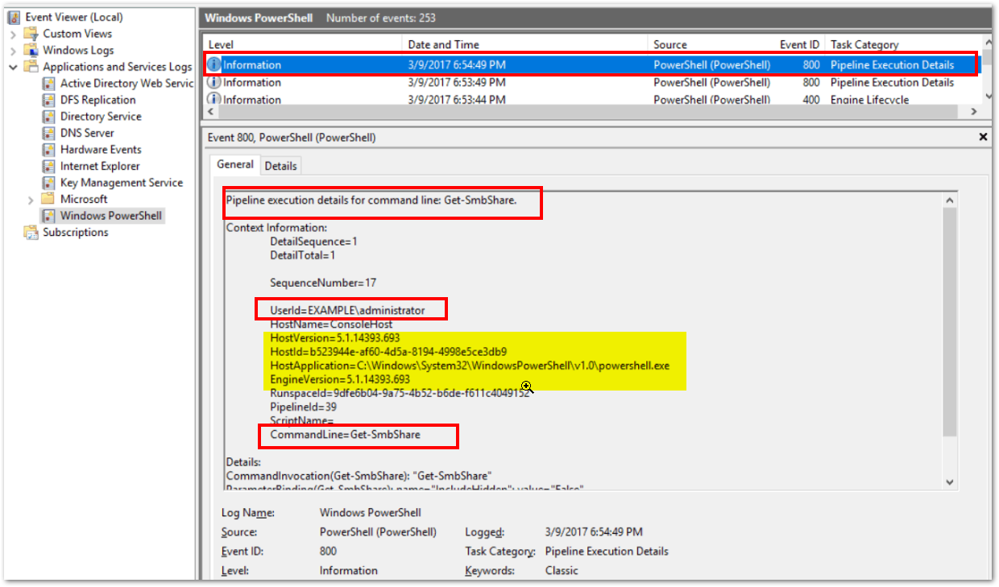 Event Viewer (Local)
Custom Views
Windows Logs
Applications and Services Logs
Active Directory Web Servic
DFS Replication
Directory Service
DNS Server
Hardware Events
Internet Explorer
Key Management Service
Microsoft
Windows PowerShell
Subscriptions
Windows PowerShell Number of events: 253
Level Date and Time Source Event ID Task Category
Information 3/9/2017 6:54:49 PM PowerShell (PowerShell) 800 Pipeline Execution Details
Information 3/9/2017 6:53:49 PM PowerShell (PowerShell) 800 Pipeline Execution Details
Information 3/9/2017 6:53:44 PM PowerShell (PowerShell) 400 Engine Lifecycle
Event 800, PowerShell (PowerShell)
General Details
Pipeline execution details for command line: Get-SmbShare.
Context Information:
DetailSequence=1
DetailTotal=1
SequenceNumber=17
UserId=EXAMPLE\administrator
HostName=ConsoleHost
HostVersion=5.1.14393.693
HostId=b523944e-af60-4d5a-8194-4998e5ce3db9
HostApplication=C:\Windows\System32\WindowsPowerShell\v1.0\powershell.exe
EngineVersion=5.1.14393.693
RunspaceId=9dfe6b04-9a75-4b52-b6de-f611c4049152
PipelineId=39
ScriptName=
CommandLine=Get-SmbShare
Details:
CommandInvocation(Get-SmbShare): "Get-SmbShare"
ParameterBinding(Get-SmbShare): name="IncludeHidden"; value="False"
Log Name: Windows PowerShell
Source: PowerShell (PowerShell) Logged: 3/9/2017 6:54:49 PM
Event ID: 800 Task Category: Pipeline Execution Details
Level: Information Keywords: Classic